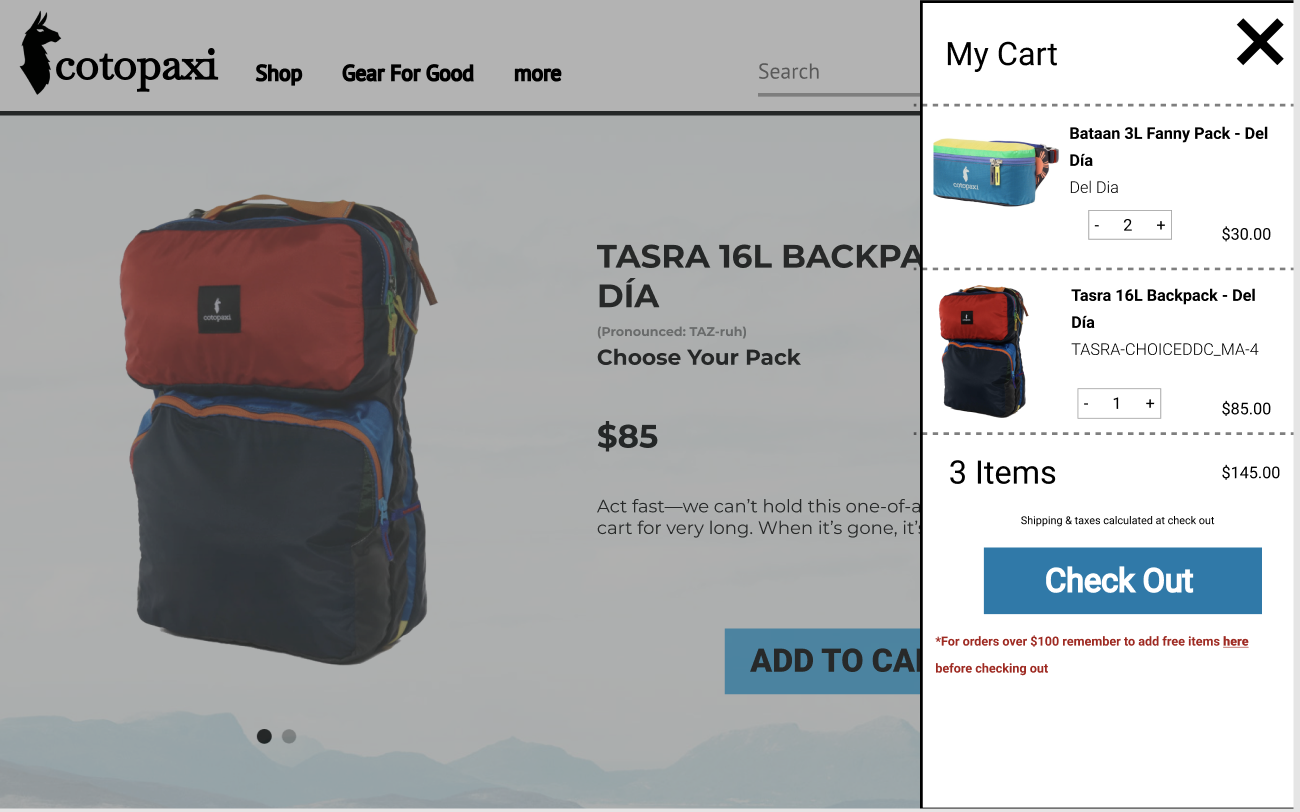 cotopaxi
Shop
Gear For Good
more
Search
cotopaxi
TASRA 16L BACKPA
DÍA
(Pronounced: TAZ-ruh)
Choose Your Pack
$85
Act fast—we can't hold this one-of-a
cart for very long. When it's gone, it's
ADD TO CA
My Cart
cotopaxi
Bataan 3L Fanny Pack - Del
Día
Del Dia
- 2 +
$30.00
Tasra 16L Backpack - Del
Día
TASRA-CHOICEDDC_MA-4
- 1 +
$85.00
3 Items
$145.00
Shipping & taxes calculated at check out
Check Out
*For orders over $100 remember to add free items here
before checking out